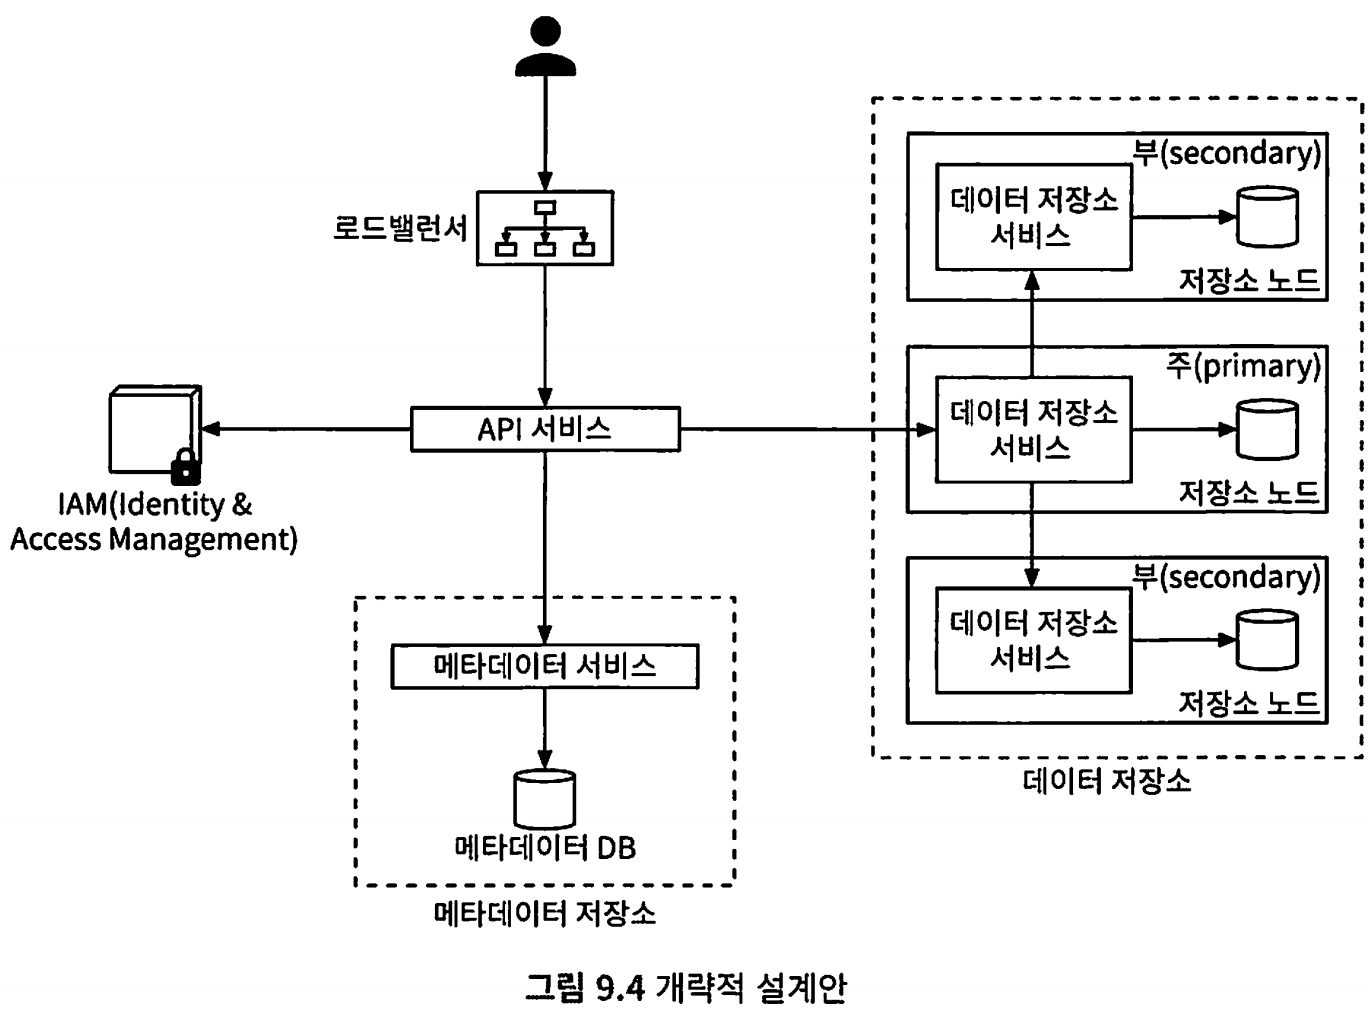 로드밸런서
API 서비스
IAM(Identity &
Access Management)
메타데이터 서비스
메타데이터 DB
메타데이터 저장소
부(secondary)
데이터 저장소
서비스
저장소 노드
주(primary)
데이터 저장소
서비스
저장소 노드
부(secondary)
데이터 저장소
서비스
저장소 노드
데이터 저장소
그림 9.4 개략적 설계안